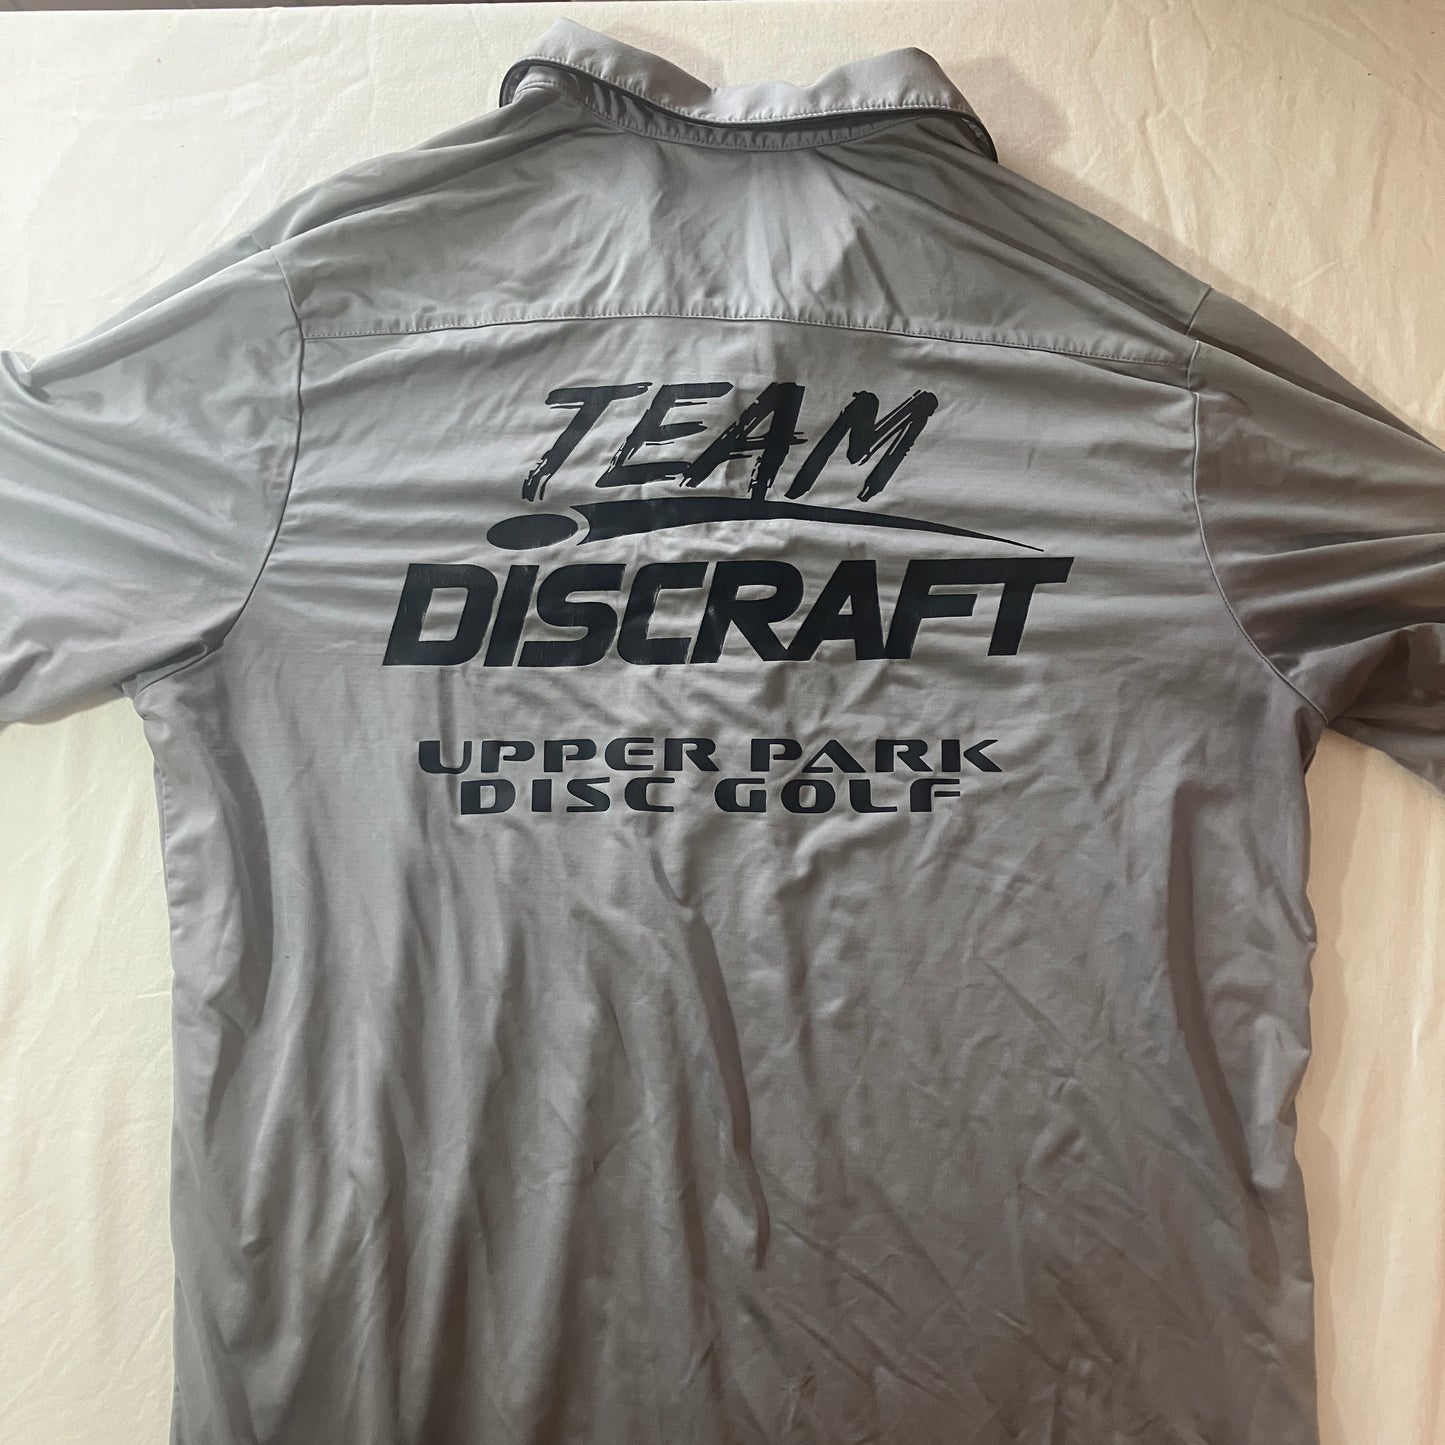 TEAM
DISCRAFT
UPPER PARK
DISC GOLF